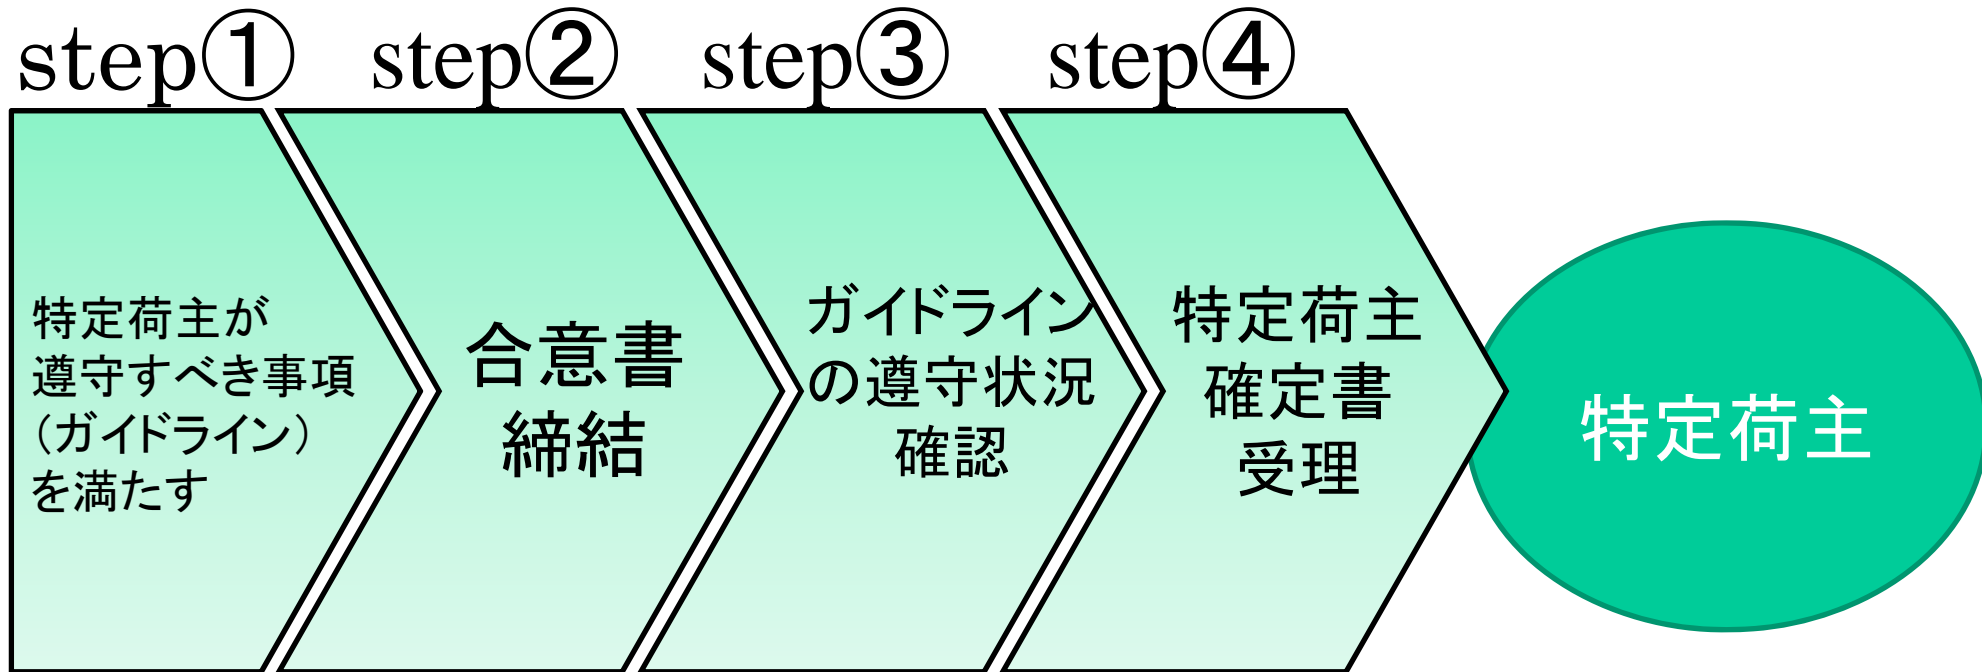 step①
step②
step③
step④
特定荷主が
遵守すべき事項
（ガイドライン）
を満たす
合意書
締結
ガイドライン
の遵守状況
確認
特定荷主
確定書
受理
特定荷主